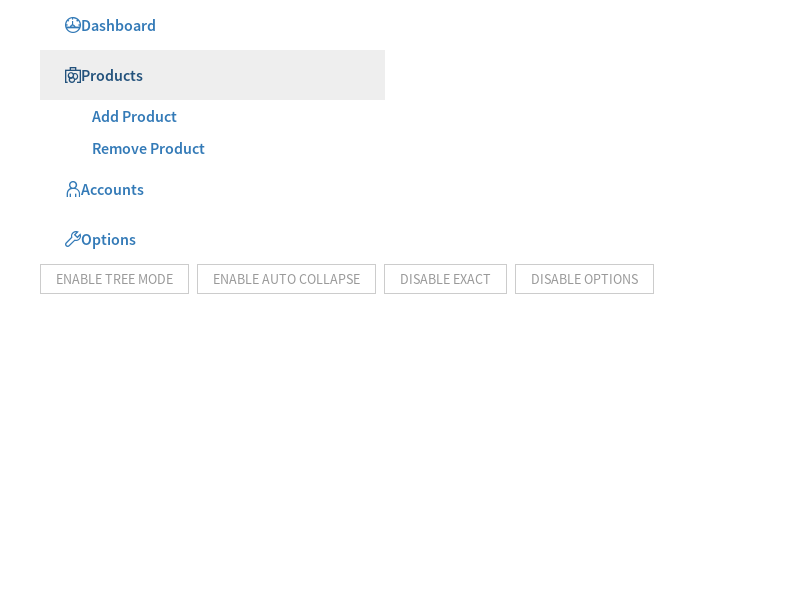 Dashboard
Products
Add Product
Remove Product
Accounts
Options
ENABLE TREE MODE ENABLE AUTO COLLAPSE DISABLE EXACT DISABLE OPTIONS